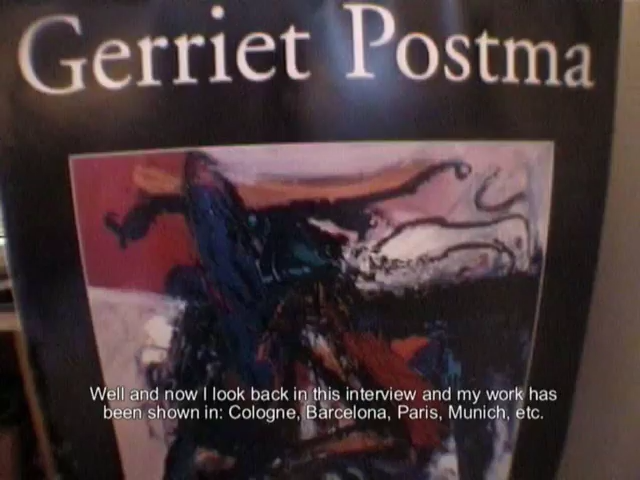 Gerriet Postma
Well and now I look back in this interview and my work has
been shown in: Cologne, Barcelona, Paris, Munich, etc.